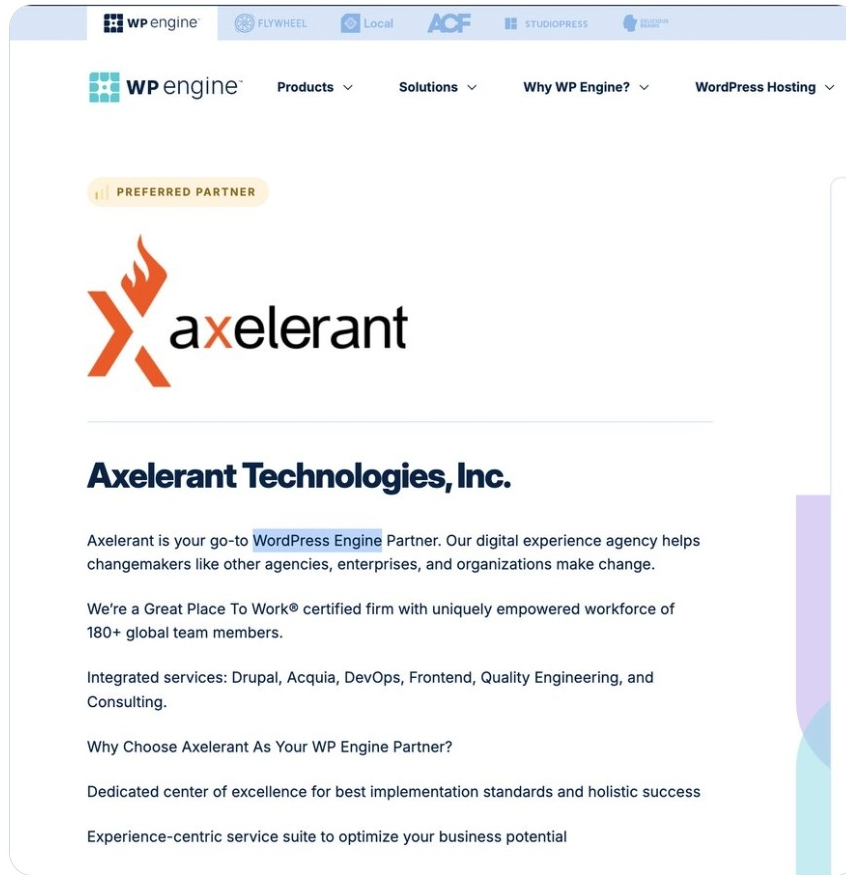 WP engine
FLYWHEEL
Local
ACF
STUDIOPRESS
DELICIOUS BRAINS
WP engine™
Products
Solutions
Why WP Engine?
WordPress Hosting
PREFERRED PARTNER
axelerant
Axelerant Technologies, Inc.
Axelerant is your go-to WordPress Engine Partner. Our digital experience agency helps
changemakers like other agencies, enterprises, and organizations make change.
We’re a Great Place To Work® certified firm with uniquely empowered workforce of
180+ global team members.
Integrated services: Drupal, Acquia, DevOps, Frontend, Quality Engineering, and
Consulting.
Why Choose Axelerant As Your WP Engine Partner?
Dedicated center of excellence for best implementation standards and holistic success
Experience-centric service suite to optimize your business potential